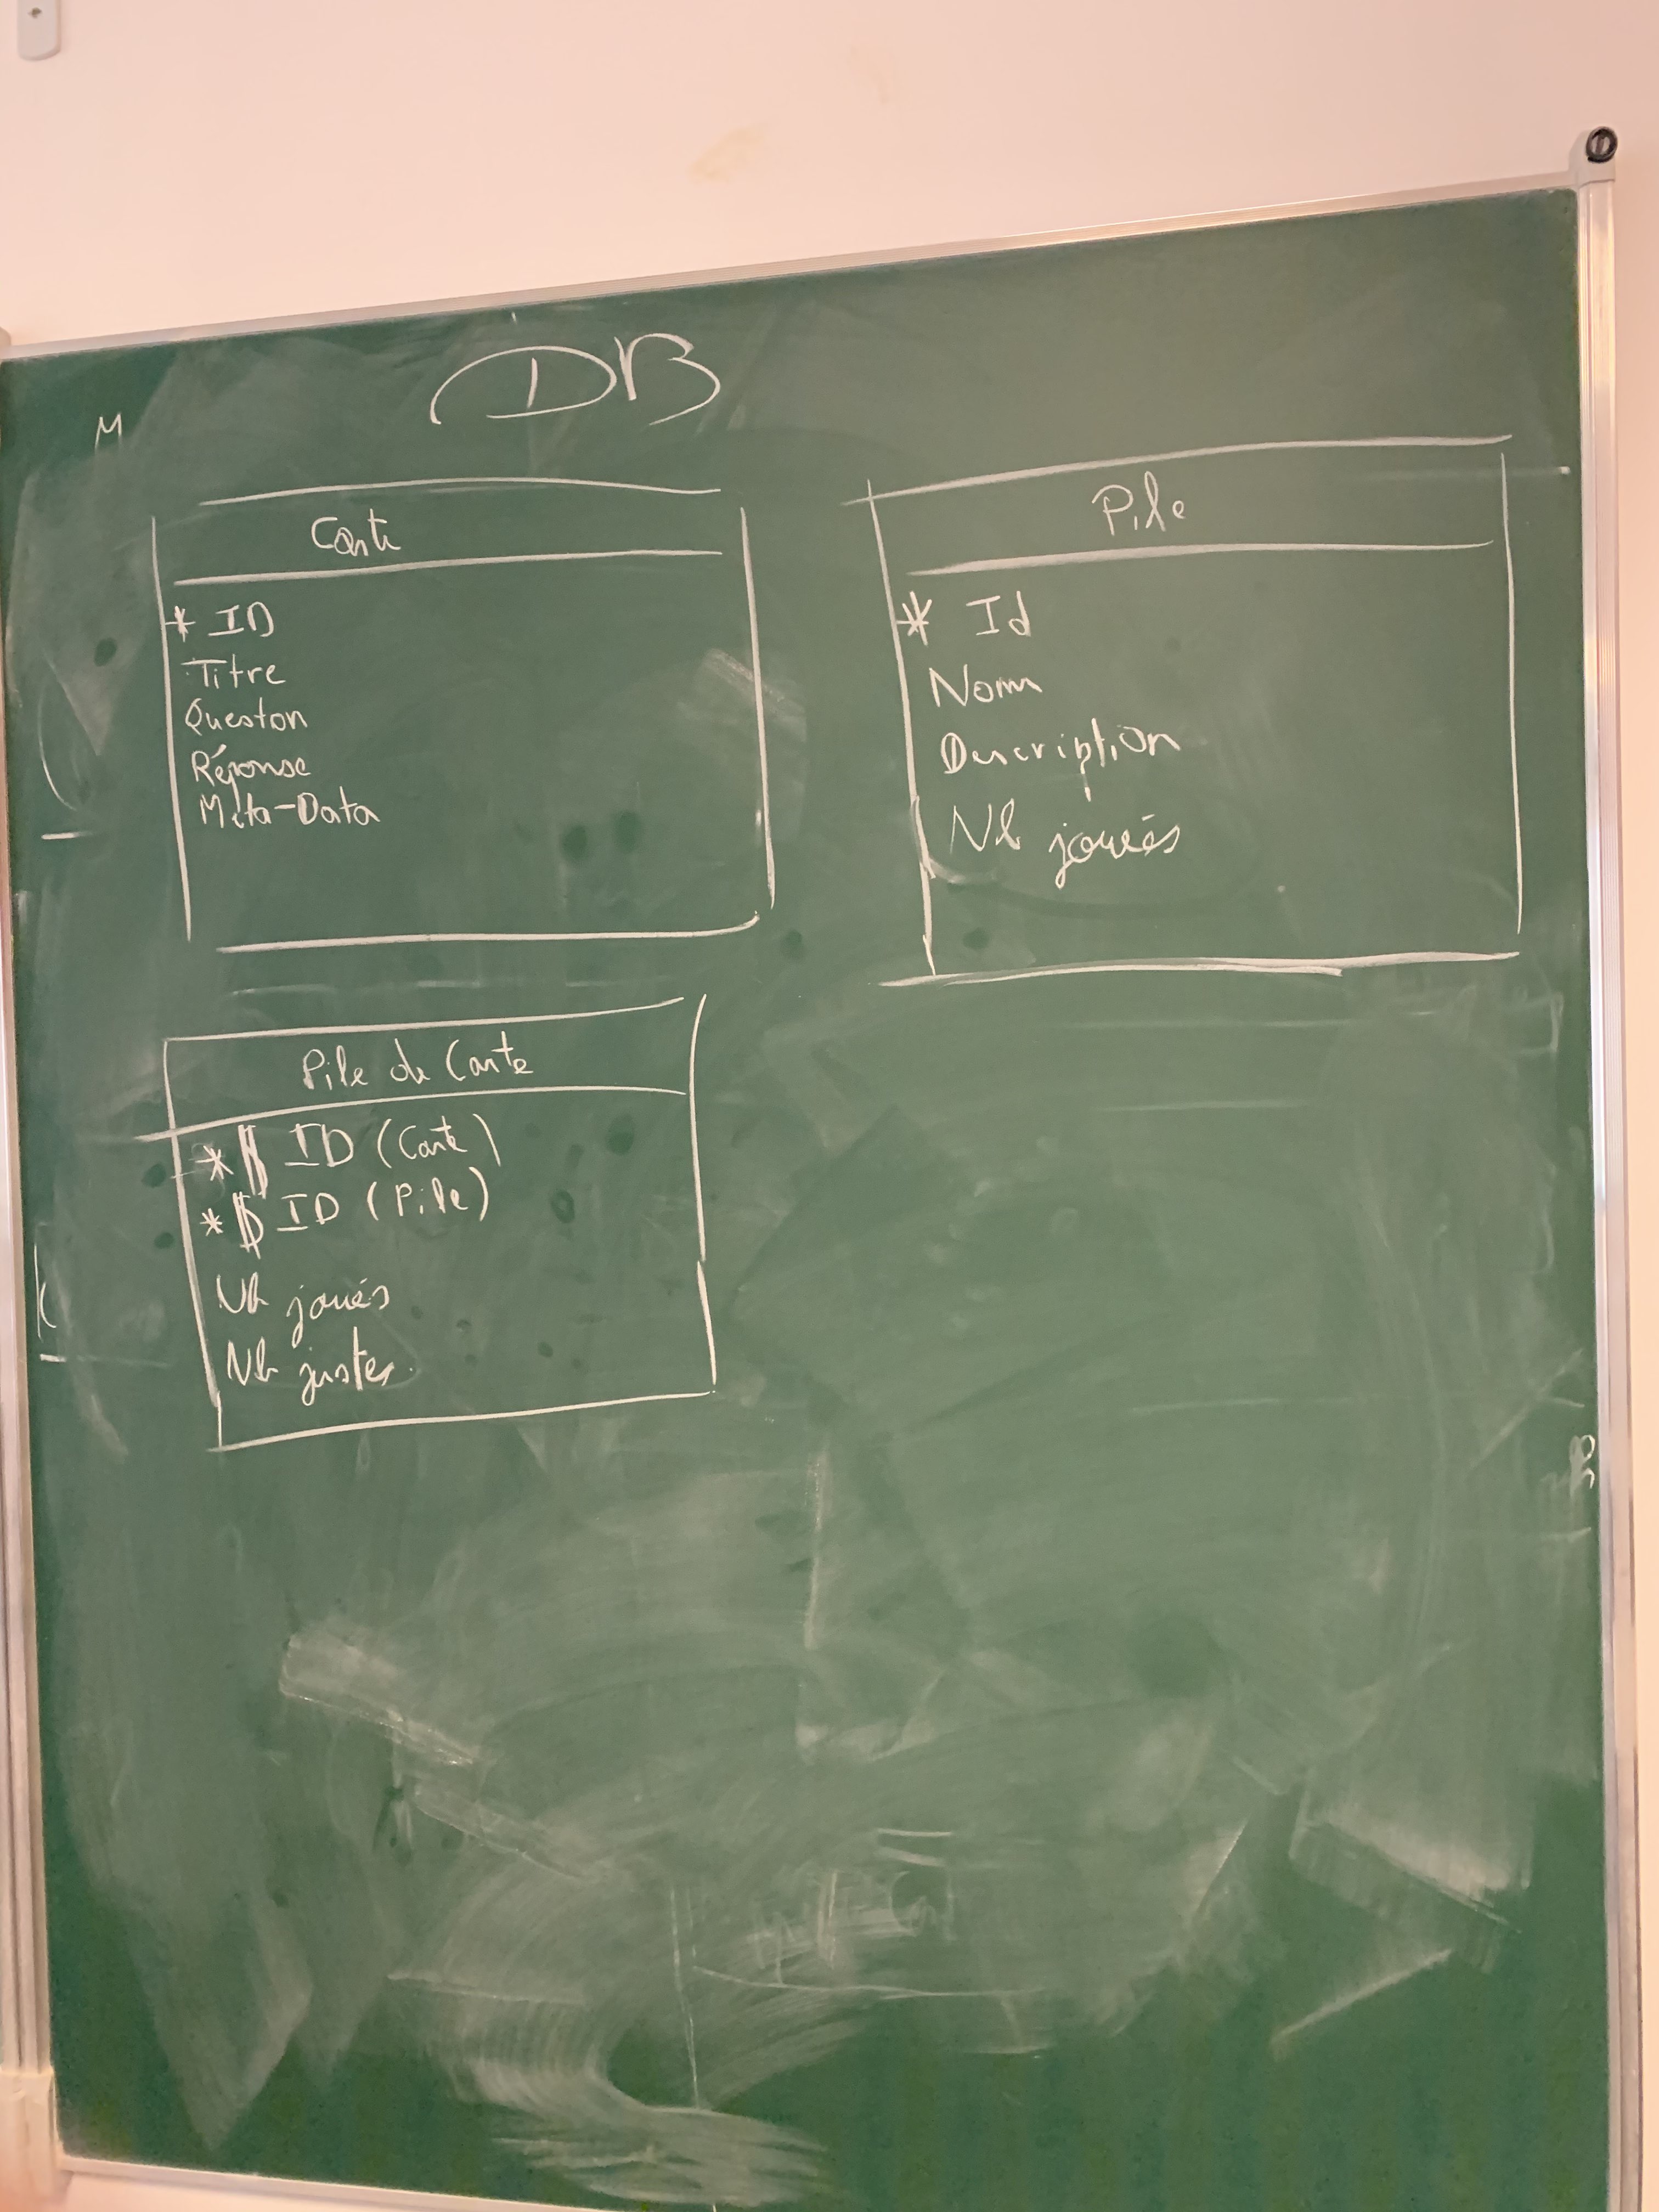 DB
M
Carte
* ID
Titre
Queston
Réponse
Méta-Data
Pile
* Id
Nom
Description
Nb joués
Pile de Carte
*$ ID (Carte)
*$ ID (Pile)
Nb joués
Nb justes